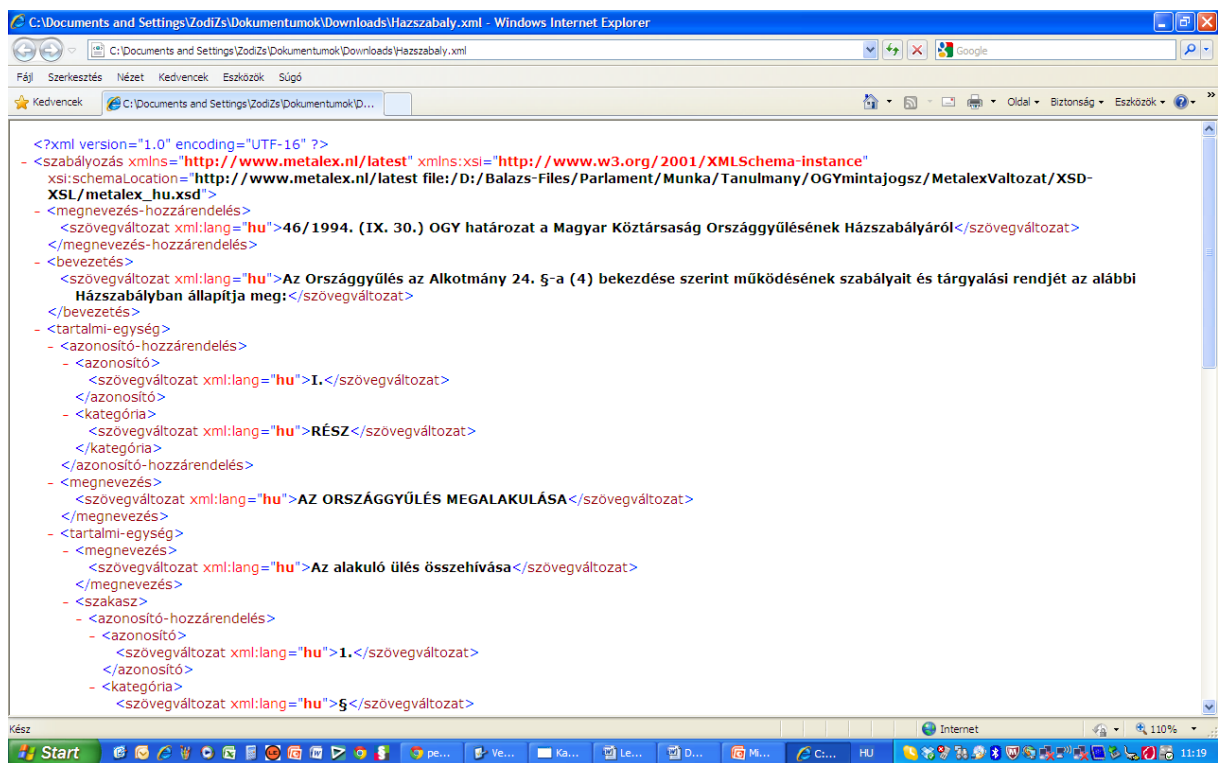 C:\Documents and Settings\ZodiZs\Dokumentumok\Downloads\Hazszabaly.xml - Windows Internet Explorer
C:\Documents and Settings\ZodiZs\Dokumentumok\Downloads\Hazszabaly.xml
Google
Fájl Szerkesztés Nézet Kedvencek Eszközök Súgó
Kedvencek C:\Documents and Settings\ZodiZs\Dokumentumok\D... Oldal Biztonság Eszközök »
<?xml version="1.0" encoding="UTF-16" ?>
- <szabályozás xmlns="http://www.metalex.nl/latest" xmlns:xsi="http://www.w3.org/2001/XMLSchema-instance"
xsi:schemaLocation="http://www.metalex.nl/latest file:/D:/Balazs-Files/Parlament/Munka/Tanulmany/OGYmintajogsz/MetalexValtozat/XSD-
XSL/metalex_hu.xsd">
- <megnevezés-hozzárendelés>
<szövegváltozat xml:lang="hu">46/1994. (IX. 30.) OGY határozat a Magyar Köztársaság Országgyűlésének Házszabályáról</szövegváltozat>
</megnevezés-hozzárendelés>
- <bevezetés>
<szövegváltozat xml:lang="hu">Az Országgyűlés az Alkotmány 24. §-a (4) bekezdése szerint működésének szabályait és tárgyalási rendjét az alábbi
Házszabályban állapítja meg:</szövegváltozat>
</bevezetés>
- <tartalmi-egység>
- <azonosító-hozzárendelés>
- <azonosító>
<szövegváltozat xml:lang="hu">I.</szövegváltozat>
</azonosító>
- <kategória>
<szövegváltozat xml:lang="hu">RÉSZ</szövegváltozat>
</kategória>
</azonosító-hozzárendelés>
- <megnevezés>
<szövegváltozat xml:lang="hu">AZ ORSZÁGGYŰLÉS MEGALAKULÁSA</szövegváltozat>
</megnevezés>
- <tartalmi-egység>
- <megnevezés>
<szövegváltozat xml:lang="hu">Az alakuló ülés összehívása</szövegváltozat>
</megnevezés>
- <szakasz>
- <azonosító-hozzárendelés>
- <azonosító>
<szövegváltozat xml:lang="hu">1.</szövegváltozat>
</azonosító>
- <kategória>
<szövegváltozat xml:lang="hu">§</szövegváltozat>
Kész Internet 110%
Start pe... Ve... Ka... Le... D... Mi... C:... HU 11:19